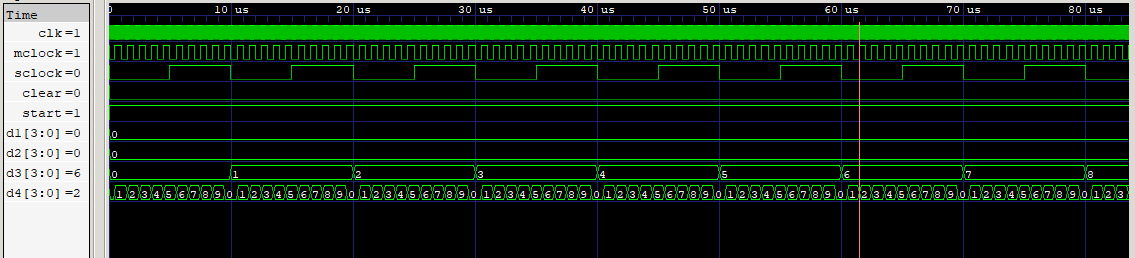 Time 0 10 us 20 us 30 us 40 us 50 us 60 us 70 us 80 us
clk=1
mclock=1
sclock=0
clear=0
start=1
d1[3:0]=0 0
d2[3:0]=0 0
d3[3:0]=6 0 1 2 3 4 5 6 7 8
d4[3:0]=2 1 2 3 4 5 6 7 8 9 0 1 2 3 4 5 6 7 8 9 0 1 2 3 4 5 6 7 8 9 0 1 2 3 4 5 6 7 8 9 0 1 2 3 4 5 6 7 8 9 0 1 2 3 4 5 6 7 8 9 0 1 2 3 4 5 6 7 8 9 0 1 2 3 4 5 6 7 8 9 0 1 2 3